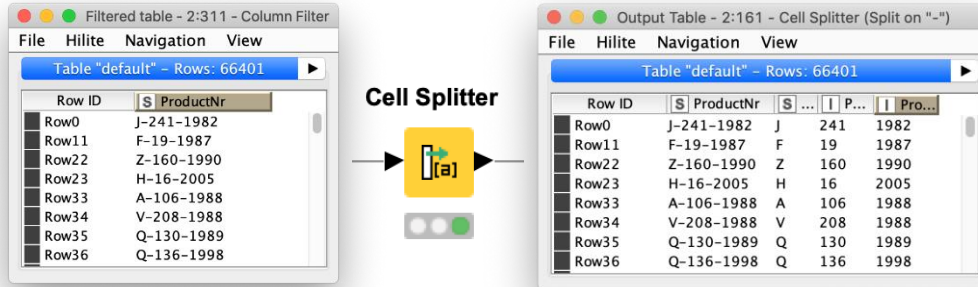 Filtered table - 2:311 - Column Filter
File Hilite Navigation View
Table "default" - Rows: 66401
Row ID S ProductNr
Row0 J-241-1982
Row11 F-19-1987
Row22 Z-160-1990
Row23 H-16-2005
Row33 A-106-1988
Row34 V-208-1988
Row35 Q-130-1989
Row36 Q-136-1998
Cell Splitter
[a]
Output Table - 2:161 - Cell Splitter (Split on "-")
File Hilite Navigation View
Table "default" - Rows: 66401
Row ID S ProductNr S ... I P... I Pro...
Row0 J-241-1982 J 241 1982
Row11 F-19-1987 F 19 1987
Row22 Z-160-1990 Z 160 1990
Row23 H-16-2005 H 16 2005
Row33 A-106-1988 A 106 1988
Row34 V-208-1988 V 208 1988
Row35 Q-130-1989 Q 130 1989
Row36 Q-136-1998 Q 136 1998